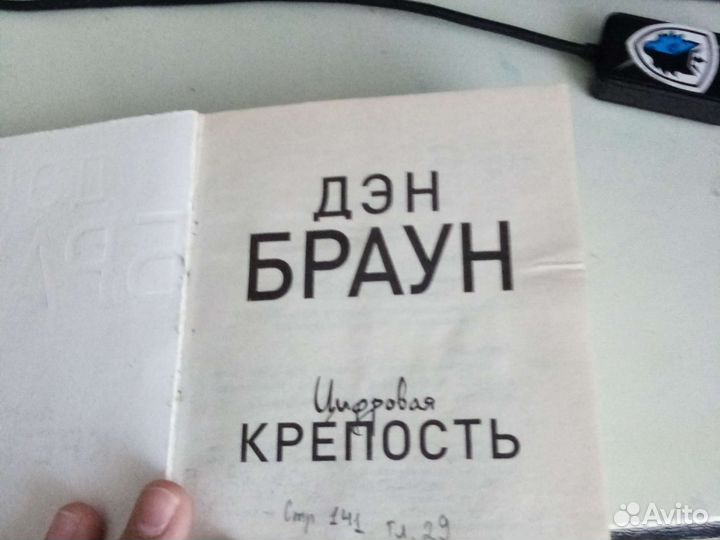 ДЭН
БРАУН
Цифровая
КРЕПОСТЬ
Стр 141 гл. 29
Avito